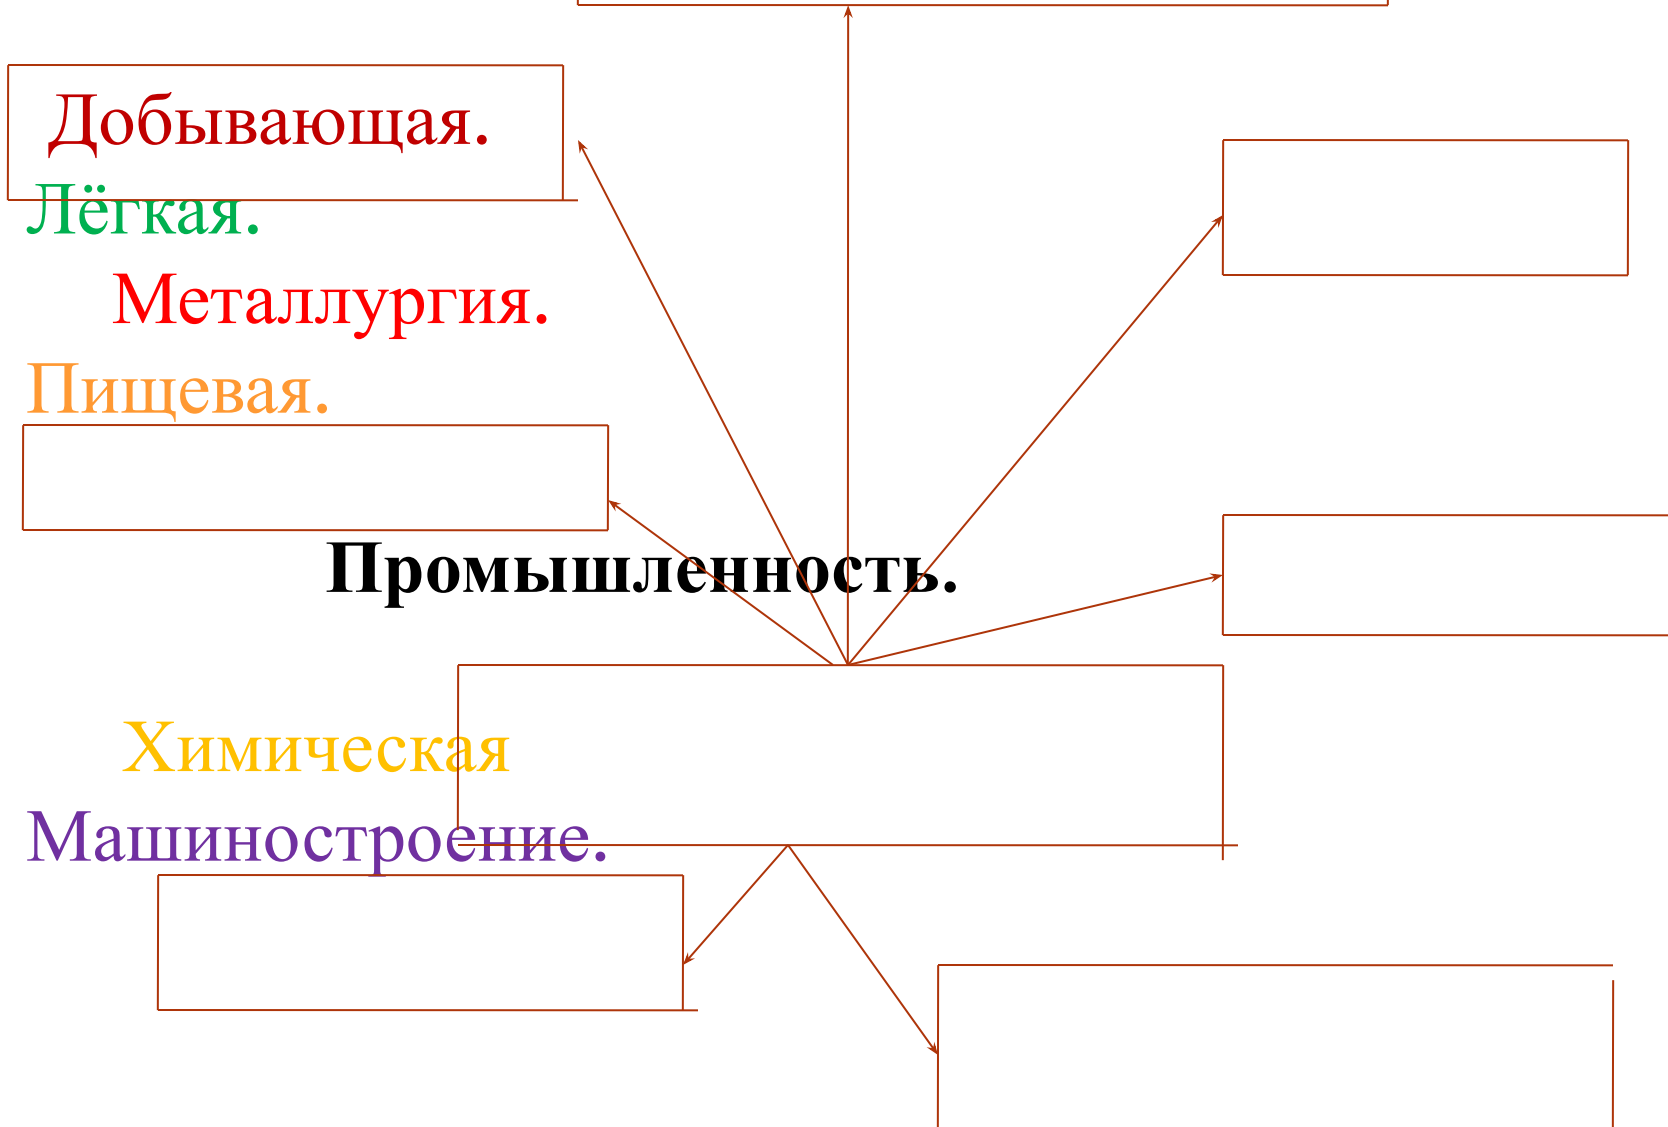 Добывающая.
Лёгкая.
Металлургия.
Пищевая.
Промышленность.
Химическая
Машиностроение.